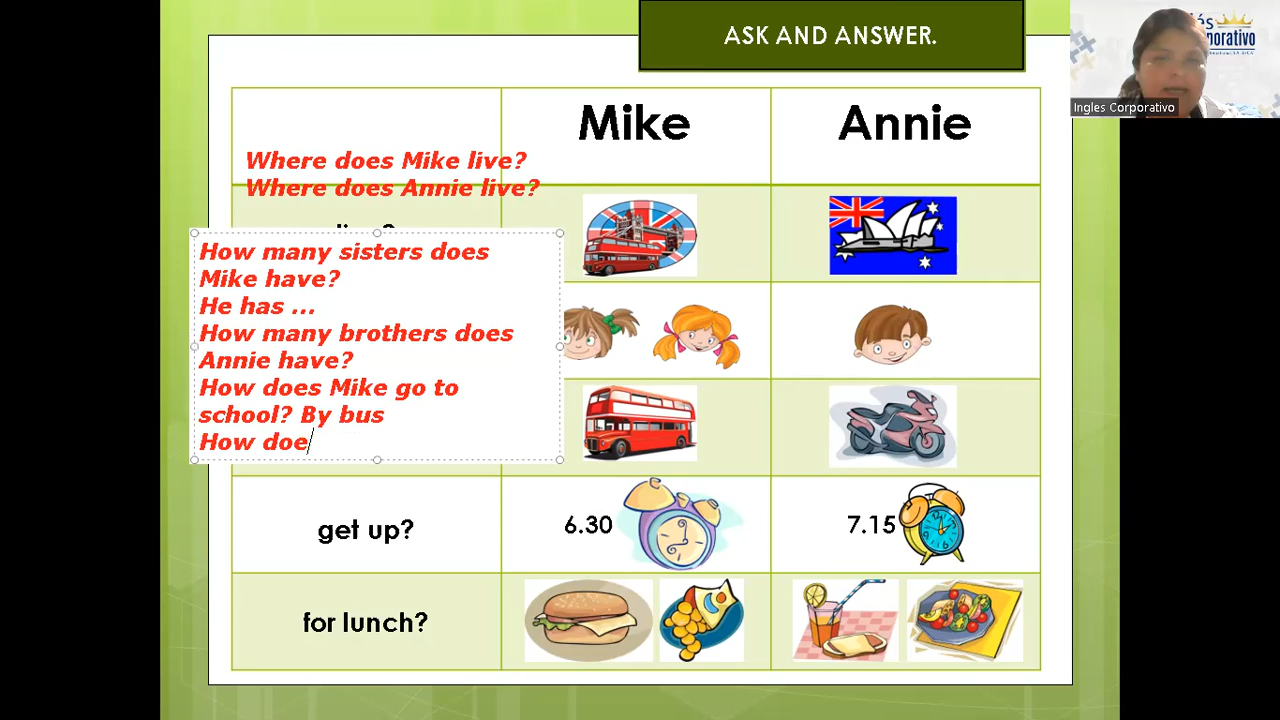 ASK AND ANSWER.
Ingles Corporativo
Mike
Annie
Where does Mike live?
Where does Annie live?
How many sisters does
Mike have?
He has ...
How many brothers does
Annie have?
How does Mike go to
school? By bus
How doe
get up?
6.30
7.15
for lunch?